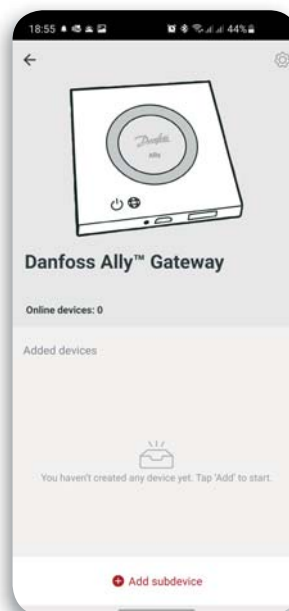 18:55
44%
Danfoss
Ally
Danfoss Ally™ Gateway
Online devices: 0
Added devices
You haven't created any device yet. Tap 'Add' to start.
Add subdevice